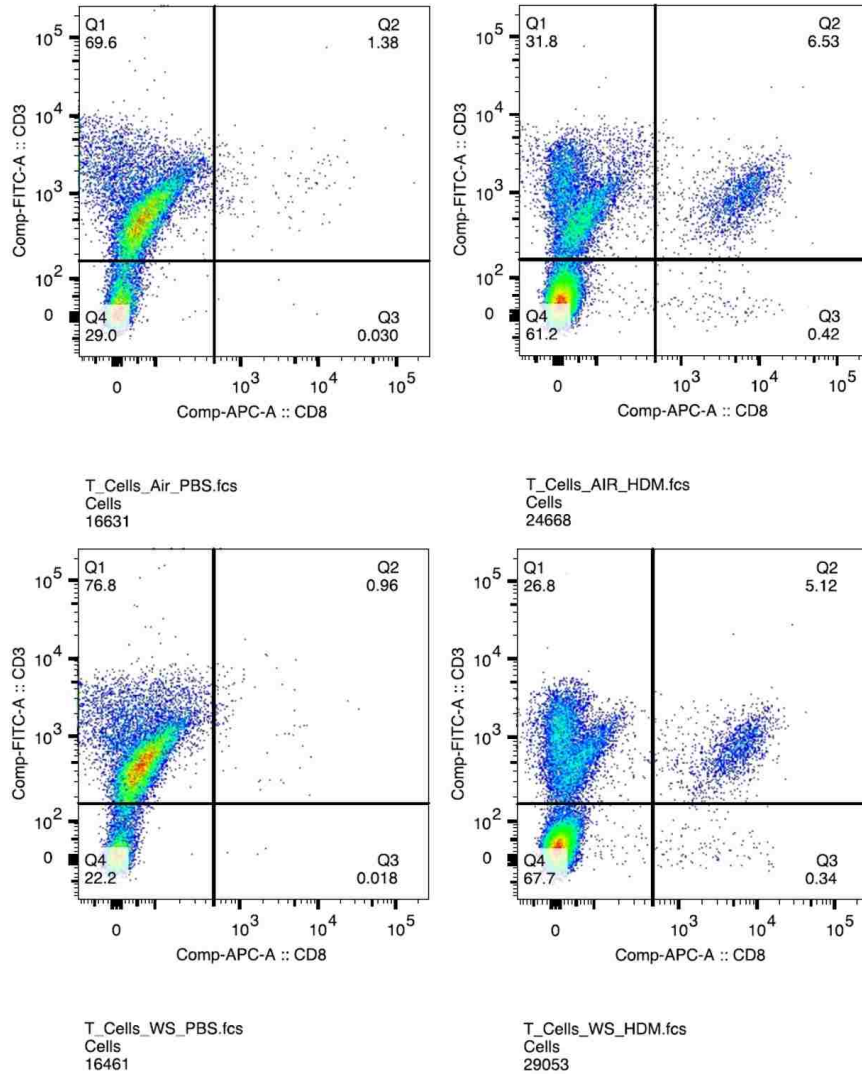 Q1
69.6
Q2
1.38
Q4
29.0
Q3
0.030
10^5
10^4
10^3
10^2
0
Comp-FITC-A :: CD3
0
10^3
10^4
10^5
Comp-APC-A :: CD8
T_Cells_Air_PBS.fcs
Cells
16631
Q1
31.8
Q2
6.53
Q4
61.2
Q3
0.42
10^5
10^4
10^3
10^2
0
Comp-FITC-A :: CD3
0
10^3
10^4
10^5
Comp-APC-A :: CD8
T_Cells_AIR_HDM.fcs
Cells
24668
Q1
76.8
Q2
0.96
Q4
22.2
Q3
0.018
10^5
10^4
10^3
10^2
0
Comp-FITC-A :: CD3
0
10^3
10^4
10^5
Comp-APC-A :: CD8
T_Cells_WS_PBS.fcs
Cells
16461
Q1
26.8
Q2
5.12
Q4
67.7
Q3
0.34
10^5
10^4
10^3
10^2
0
Comp-FITC-A :: CD3
0
10^3
10^4
10^5
Comp-APC-A :: CD8
T_Cells_WS_HDM.fcs
Cells
29053